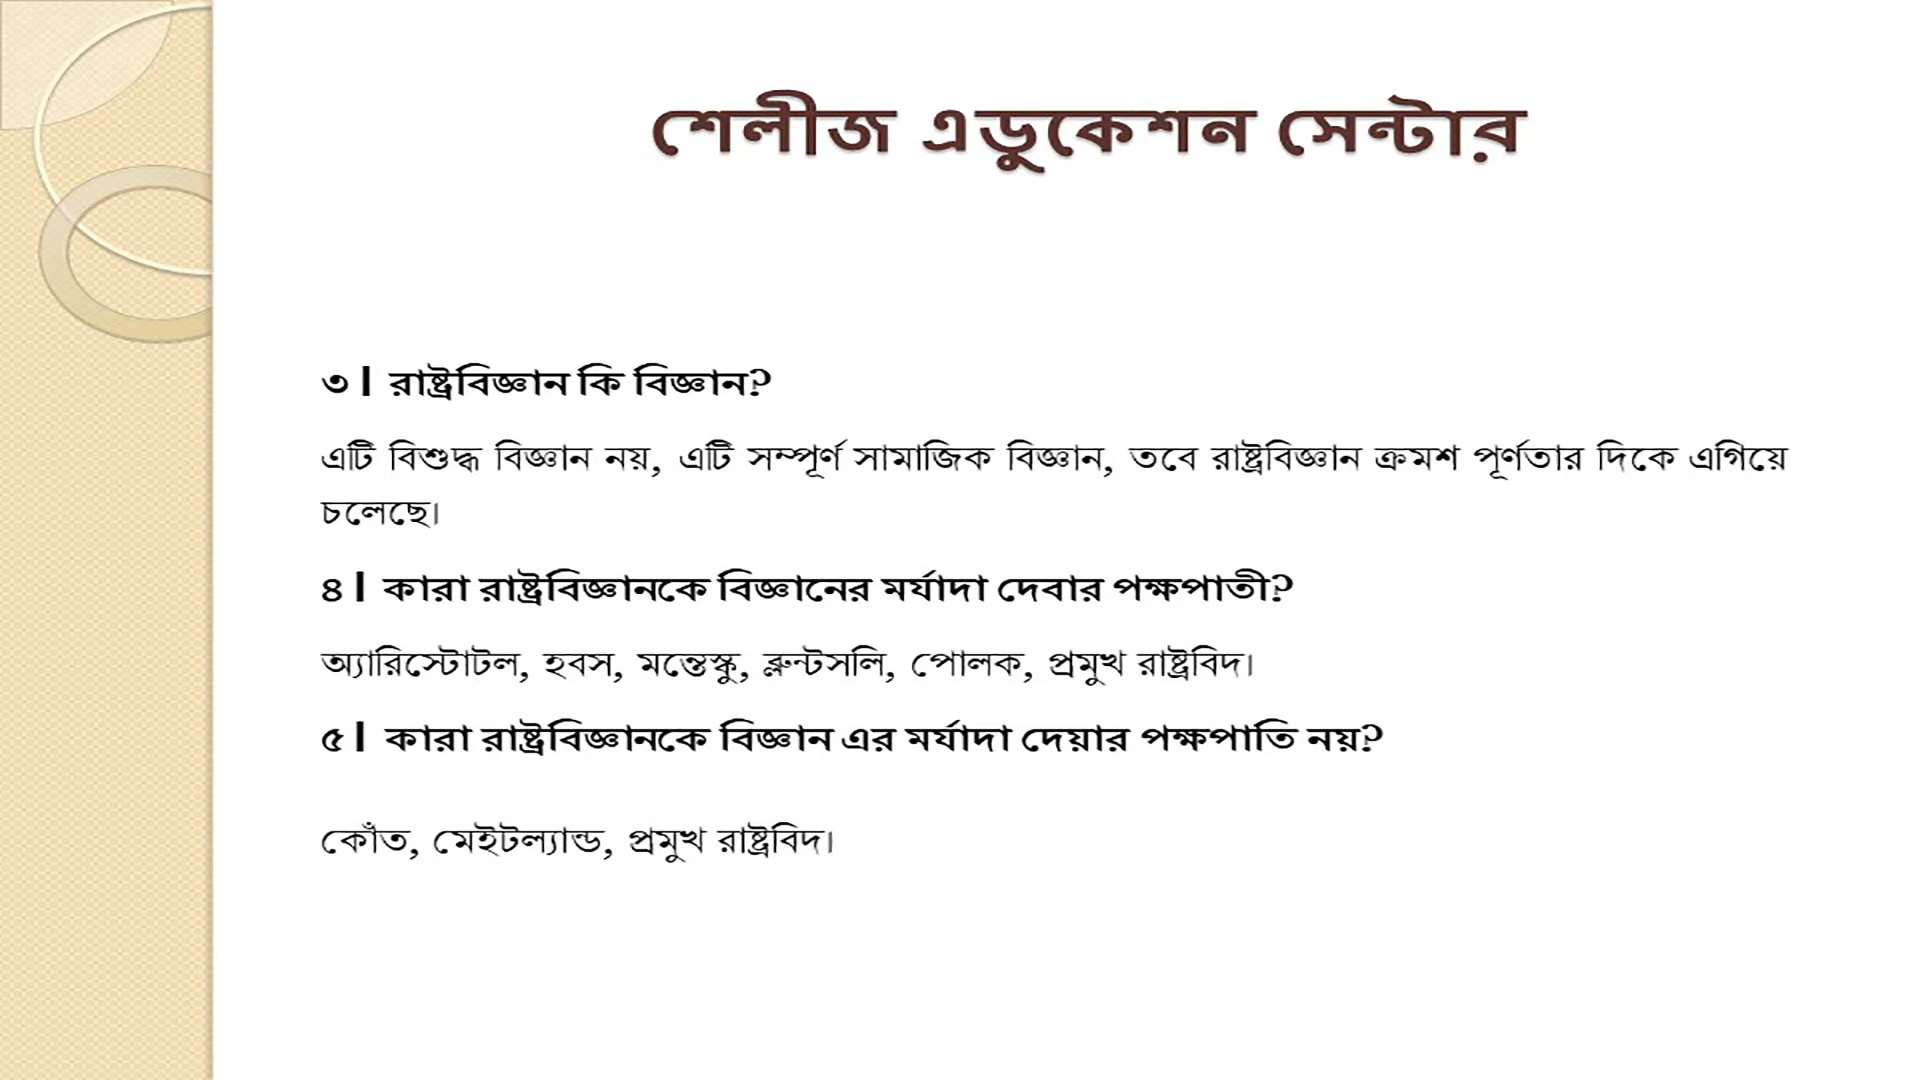 শেলীজ এডুকেশন সেন্টার
৩। রাষ্ট্রবিজ্ঞান কি বিজ্ঞান?
এটি বিশুদ্ধ বিজ্ঞান নয়, এটি সম্পূর্ণ সামাজিক বিজ্ঞান, তবে রাষ্ট্রবিজ্ঞান ক্রমশ পূর্ণতার দিকে এগিয়ে
চলেছে।
৪। কারা রাষ্ট্রবিজ্ঞানকে বিজ্ঞানের মর্যাদা দেবার পক্ষপাতী?
অ্যারিস্টোটল, হবস, মন্তেস্কু, ব্লুন্টসলি, পোলক, প্রমুখ রাষ্ট্রবিদ।
৫। কারা রাষ্ট্রবিজ্ঞানকে বিজ্ঞান এর মর্যাদা দেয়ার পক্ষপাতি নয়?
কোঁত, মেইটল্যান্ড, প্রমুখ রাষ্ট্রবিদ।